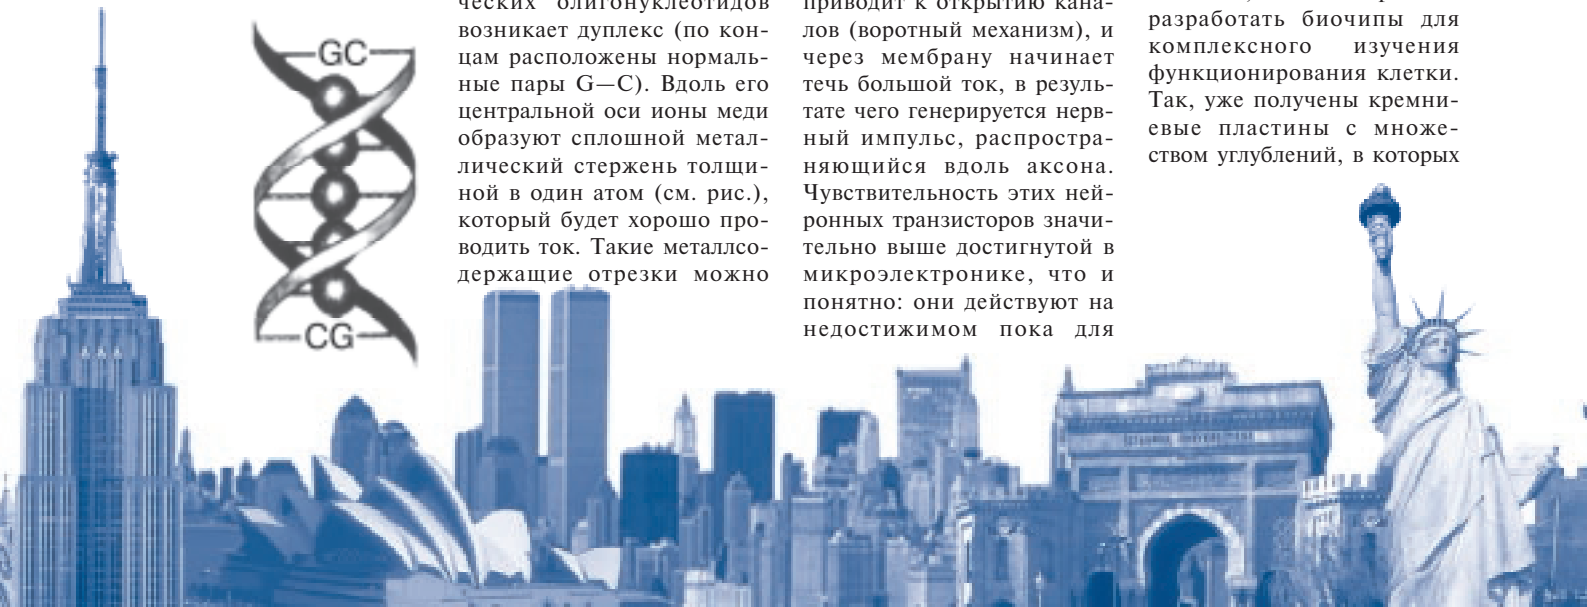 ческих олигонуклеотидов
возникает дуплекс (по кон-
цам расположены нормаль-
ные пары G—C). Вдоль его
центральной оси ионы меди
образуют сплошной метал-
лический стержень толщи-
ной в один атом (см. рис.),
который будет хорошо про-
водить ток. Такие металлсо-
держащие отрезки можно
приводит к открытию кана-
лов (воротный механизм), и
через мембрану начинает
течь большой ток, в резуль-
тате чего генерируется нерв-
ный импульс, распростра-
няющийся вдоль аксона.
Чувствительность этих ней-
ронных транзисторов значи-
тельно выше достигнутой в
микроэлектронике, что и
понятно: они действуют на
недостижимом пока для
разработать биочипы для
комплексного изучения
функционирования клетки.
Так, уже получены кремни-
евые пластины с множе-
ством углублений, в которых
GC
CG